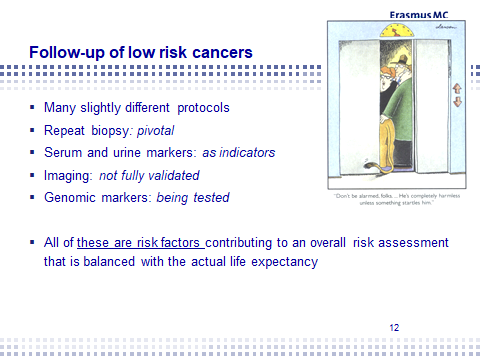 Erasmus MC
Follow-up of low risk cancers
Many slightly different protocols
Repeat biopsy: pivotal
Serum and urine markers: as indicators
Imaging: not fully validated
Genomic markers: being tested
All of these are risk factors contributing to an overall risk assessment
that is balanced with the actual life expectancy
"Don't be alarmed, folks.... He's completely harmless
unless something startles him."
12